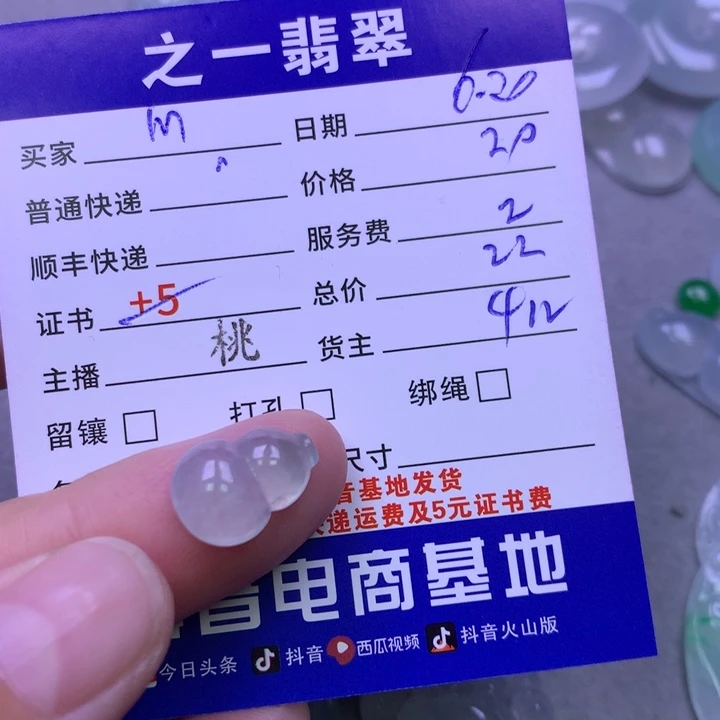 之一翡翠
买家 m 日期 6.20
普通快递 价格 20
顺丰快递 服务费 2
证书 +5 总价 22
主播 桃 货主 412
留镶 □ 打孔 □ 绑绳 □
尺寸
音基地发货
递运费及5元证书费
音电商基地
今日头条 抖音 西瓜视频 抖音火山版